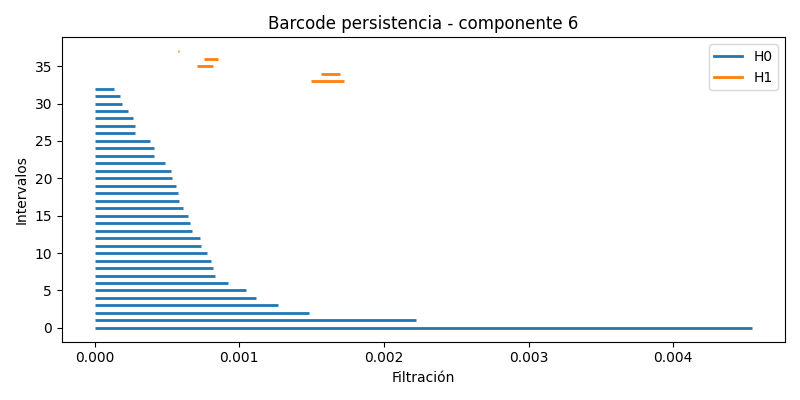 Barcode persistencia - componente 6
H0
H1
35
30
25
20
15
10
5
0
Intervalos
0.000
0.001
0.002
0.003
0.004
Filtración